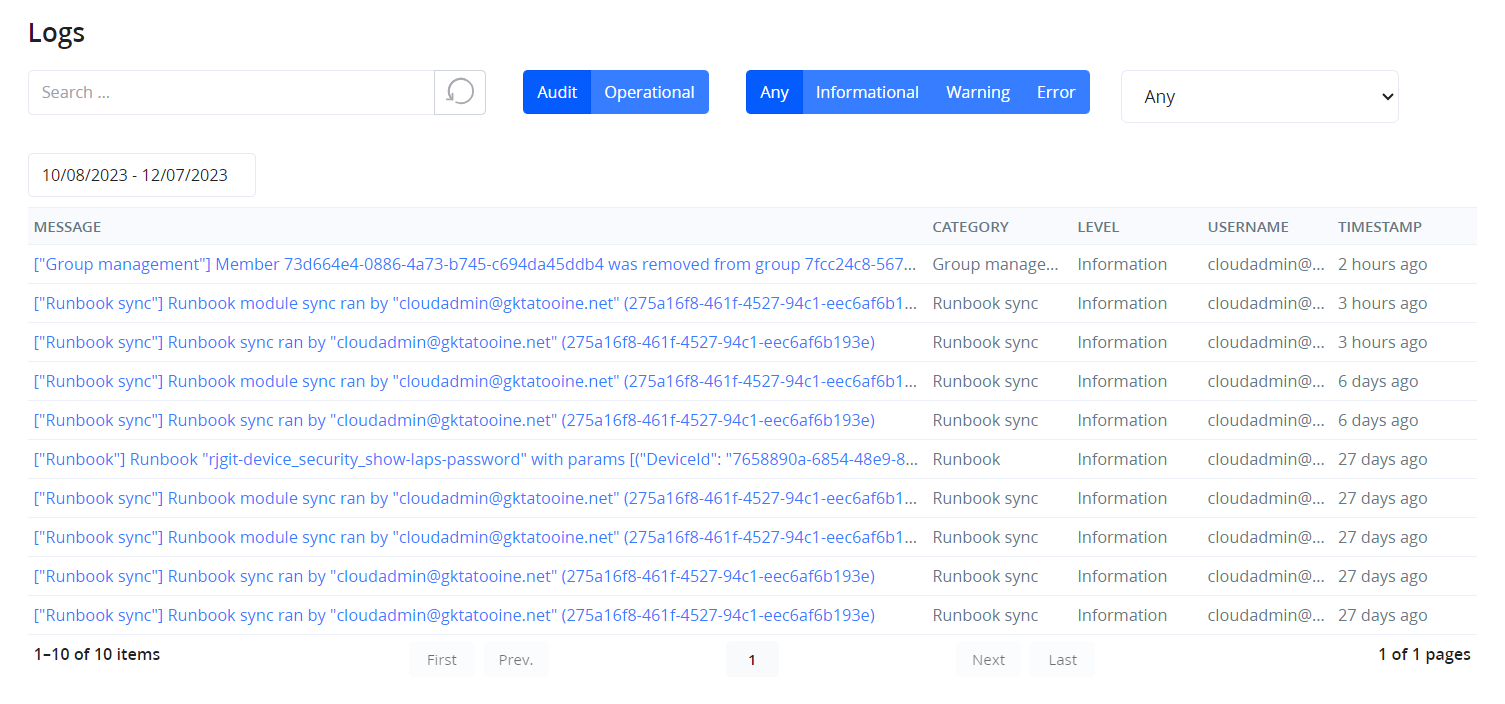 Logs
Search ... Audit Operational Any Informational Warning Error Any
10/08/2023 - 12/07/2023
MESSAGE CATEGORY LEVEL USERNAME TIMESTAMP
["Group management"] Member 73d664e4-0886-4a73-b745-c694da45ddb4 was removed from group 7fcc24c8-567... Group manage... Information cloudadmin@... 2 hours ago
["Runbook sync"] Runbook module sync ran by "cloudadmin@gktatooine.net" (275a16f8-461f-4527-94c1-eec6af6b1... Runbook sync Information cloudadmin@... 3 hours ago
["Runbook sync"] Runbook sync ran by "cloudadmin@gktatooine.net" (275a16f8-461f-4527-94c1-eec6af6b193e) Runbook sync Information cloudadmin@... 3 hours ago
["Runbook sync"] Runbook module sync ran by "cloudadmin@gktatooine.net" (275a16f8-461f-4527-94c1-eec6af6b1... Runbook sync Information cloudadmin@... 6 days ago
["Runbook sync"] Runbook sync ran by "cloudadmin@gktatooine.net" (275a16f8-461f-4527-94c1-eec6af6b193e) Runbook sync Information cloudadmin@... 6 days ago
["Runbook"] Runbook "rjgit-device_security_show-laps-password" with params [("DeviceId": "7658890a-6854-48e9-8... Runbook Information cloudadmin@... 27 days ago
["Runbook sync"] Runbook module sync ran by "cloudadmin@gktatooine.net" (275a16f8-461f-4527-94c1-eec6af6b1... Runbook sync Information cloudadmin@... 27 days ago
["Runbook sync"] Runbook module sync ran by "cloudadmin@gktatooine.net" (275a16f8-461f-4527-94c1-eec6af6b1... Runbook sync Information cloudadmin@... 27 days ago
["Runbook sync"] Runbook sync ran by "cloudadmin@gktatooine.net" (275a16f8-461f-4527-94c1-eec6af6b193e) Runbook sync Information cloudadmin@... 27 days ago
["Runbook sync"] Runbook sync ran by "cloudadmin@gktatooine.net" (275a16f8-461f-4527-94c1-eec6af6b193e) Runbook sync Information cloudadmin@... 27 days ago
1–10 of 10 items First Prev. 1 Next Last 1 of 1 pages